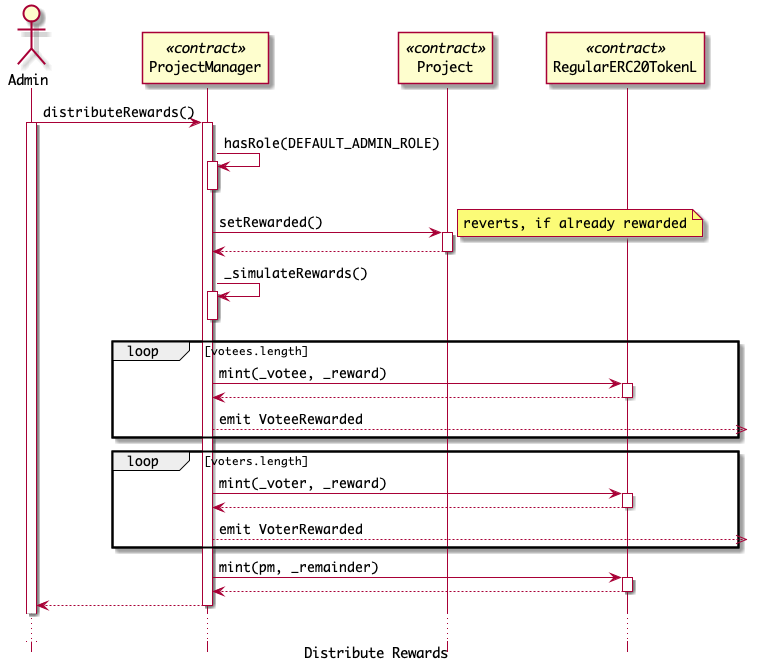 Admin
«contract»
ProjectManager
«contract»
Project
«contract»
RegularERC20TokenL
distributeRewards()
hasRole(DEFAULT_ADMIN_ROLE)
setRewarded()
reverts, if already rewarded
_simulateRewards()
loop
[votees.length]
mint(_votee, _reward)
emit VoteeRewarded
loop
[voters.length]
mint(_voter, _reward)
emit VoterRewarded
mint(pm, _remainder)
Distribute Rewards